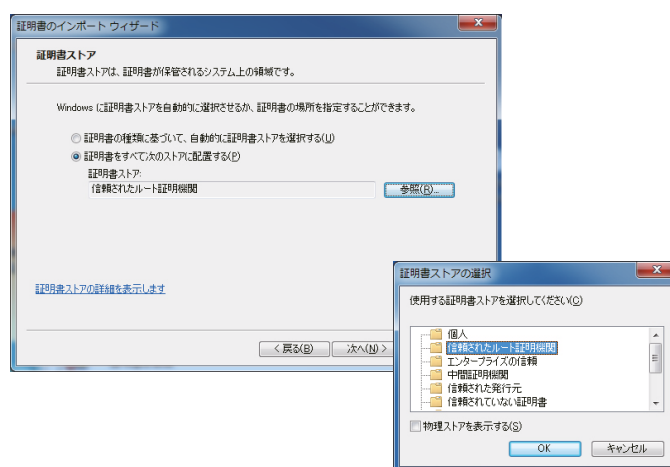 証明書のインポート ウィザード
証明書ストア
証明書ストアは、証明書が保管されるシステム上の領域です。
Windows に証明書ストアを自動的に選択させるか、証明書の場所を指定することができます。
証明書の種類に基づいて、自動的に証明書ストアを選択する(U)
証明書をすべて次のストアに配置する(P)
証明書ストア:
信頼されたルート証明機関
参照(R)...
証明書ストアの詳細を表示します
< 戻る(B)
次へ(N) >
証明書ストアの選択
使用する証明書ストアを選択してください(C)
個人
信頼されたルート証明機関
エンタープライズの信頼
中間証明機関
信頼された発行元
信頼されていない証明書
物理ストアを表示する(S)
OK
キャンセル